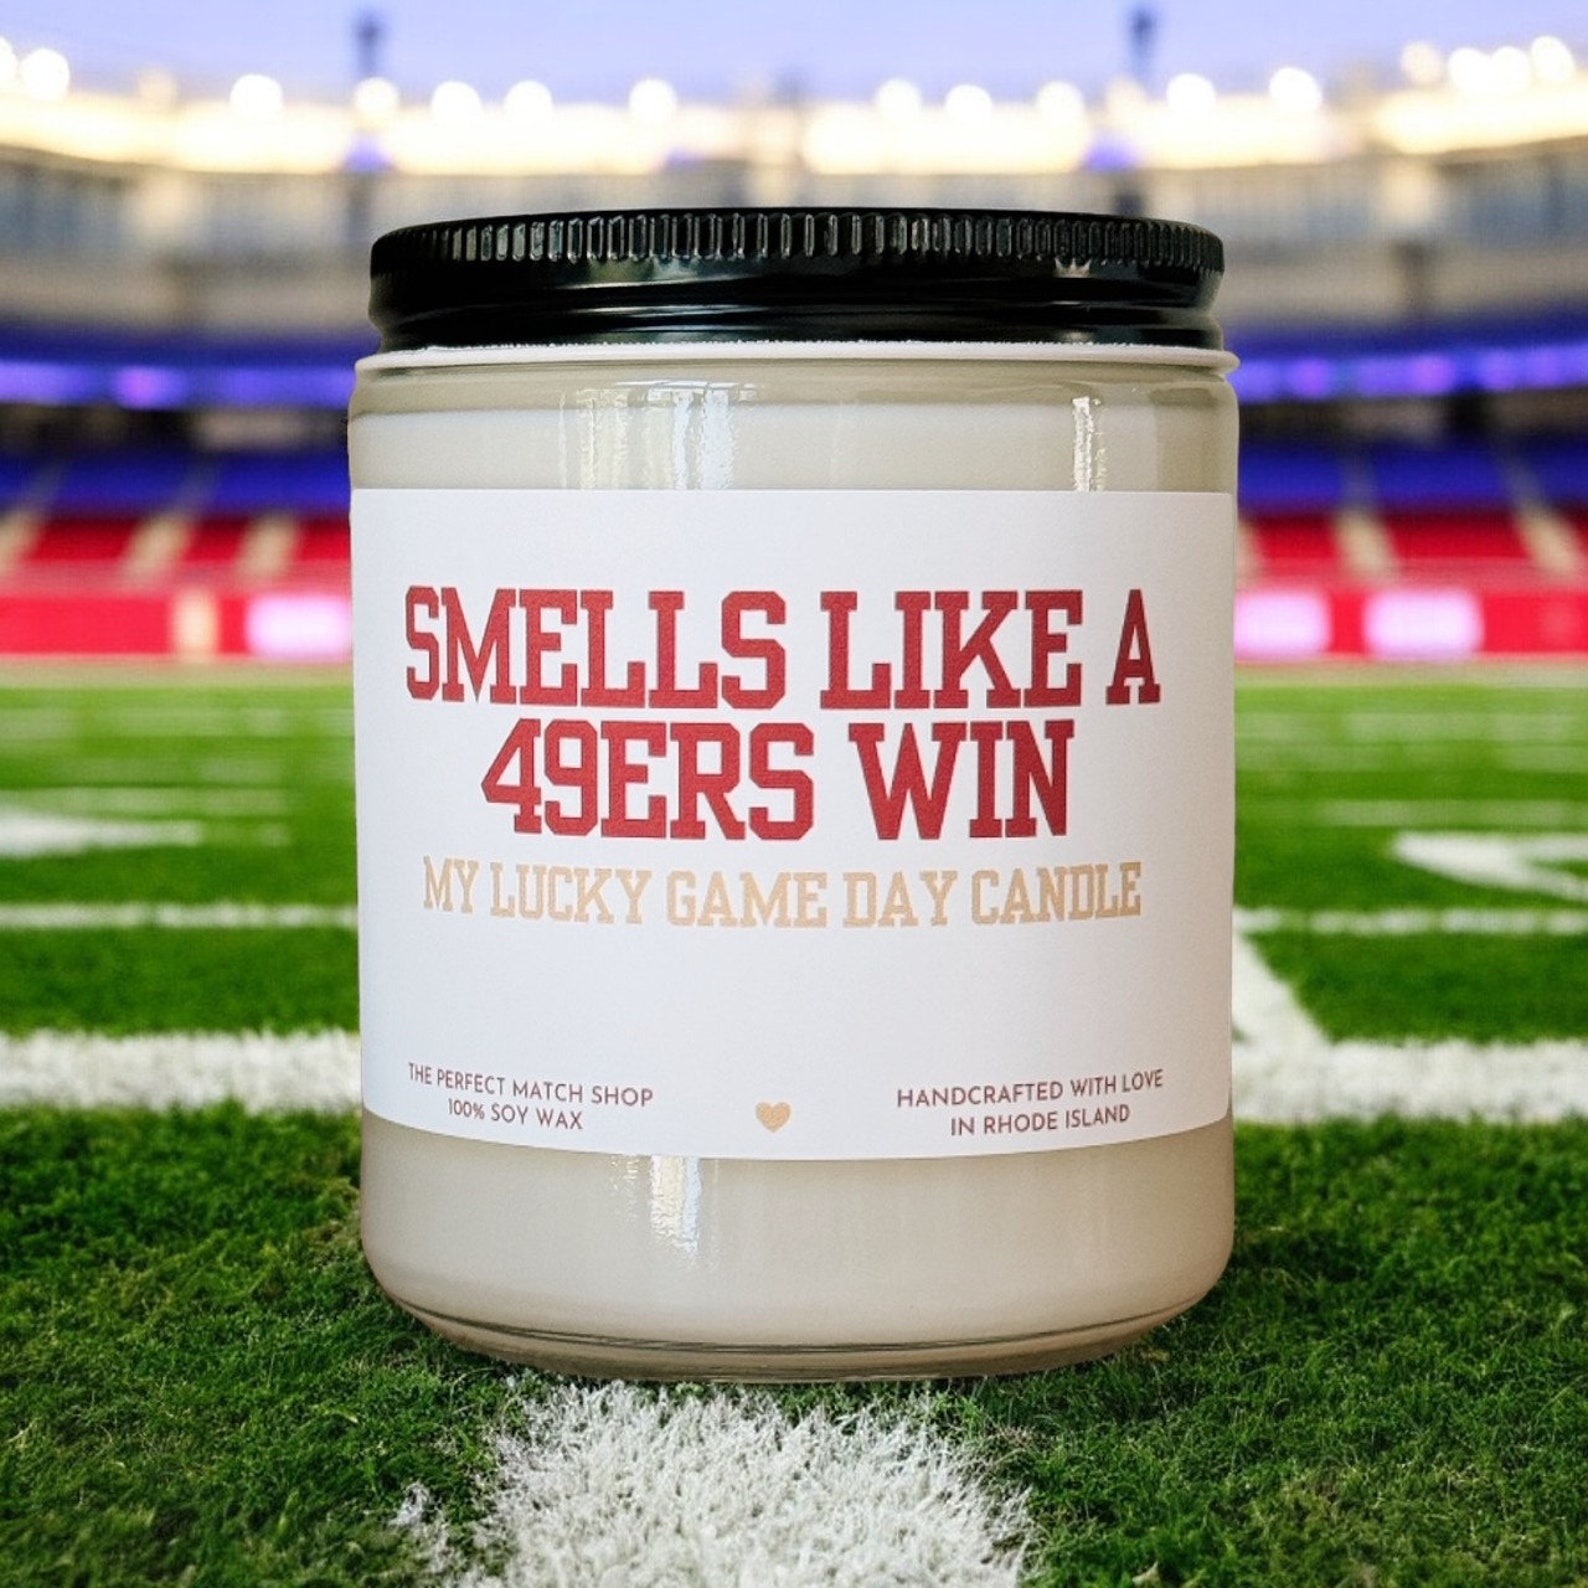 SMELLS LIKE A
49ERS WIN
MY LUCKY GAME DAY CANDLE
THE PERFECT MATCH SHOP
100% SOY WAX
HANDCRAFTED WITH LOVE
IN RHODE ISLAND